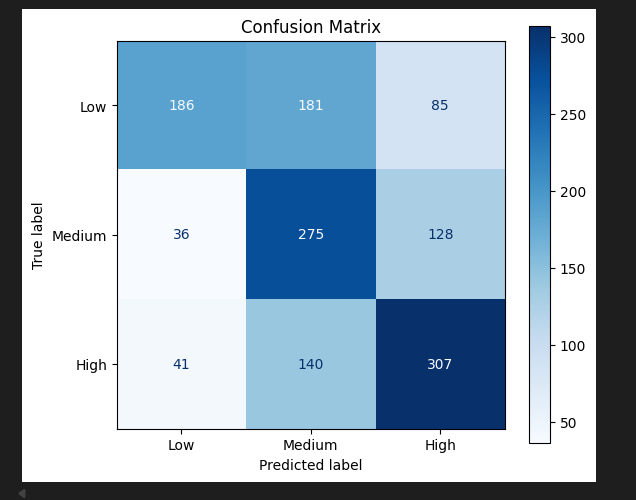 Confusion Matrix
Low 186 181 85
Medium 36 275 128
High 41 140 307
Low Medium High
Predicted label
True label
300
250
200
150
100
50